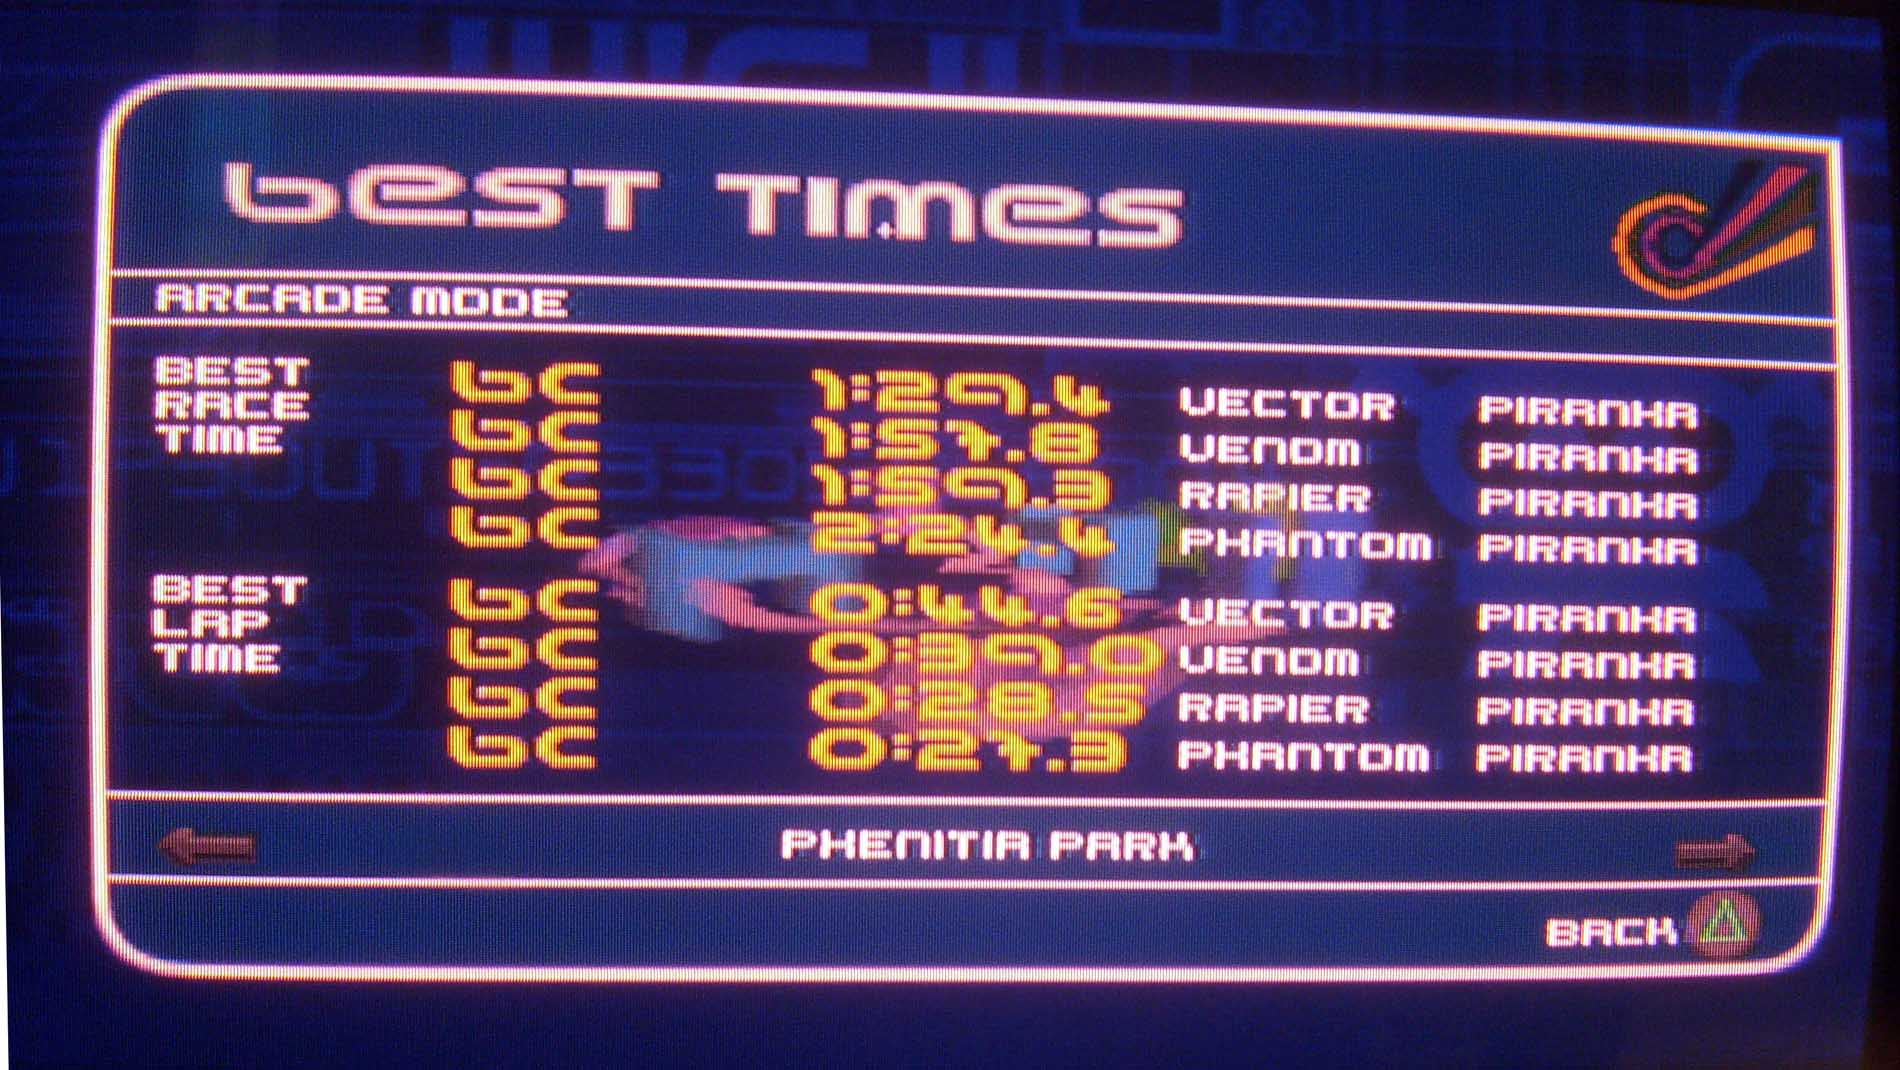 BEST TIMES
ARCADE MODE
BEST RACE TIME
BC 1:29.4 VECTOR PIRANHA
BC 1:57.8 VENOM PIRANHA
BC 1:59.3 RAPIER PIRANHA
BC 2:24.4 PHANTOM PIRANHA
BEST LAP TIME
BC 0:44.6 VECTOR PIRANHA
BC 0:39.0 VENOM PIRANHA
BC 0:28.5 RAPIER PIRANHA
BC 0:27.3 PHANTOM PIRANHA
PHENITIA PARK
BACK